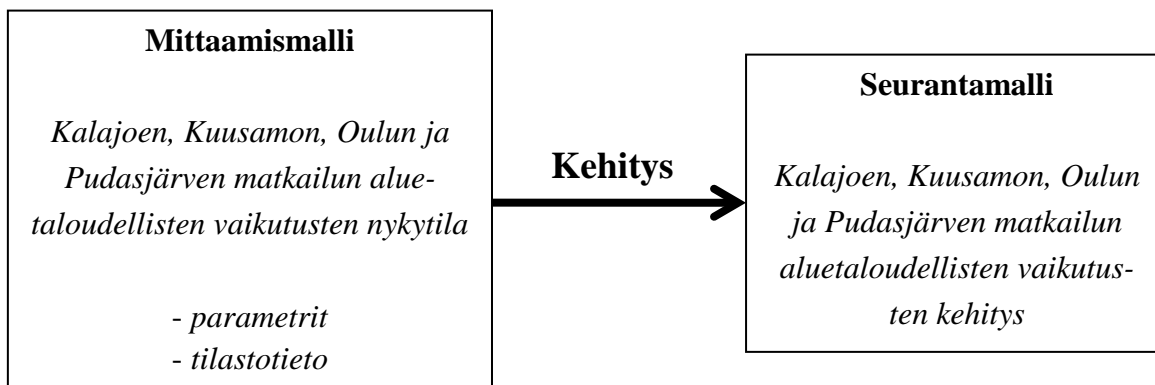 Mittaamismalli
Kalajoen, Kuusamon, Oulun ja
Pudasjärven matkailun alue-
taloudellisten vaikutusten nykytila
- parametrit
- tilastotieto
Kehitys
Seurantamalli
Kalajoen, Kuusamon, Oulun
ja Pudasjärven matkailun
aluetaloudellisten vaikutus-
ten kehitys